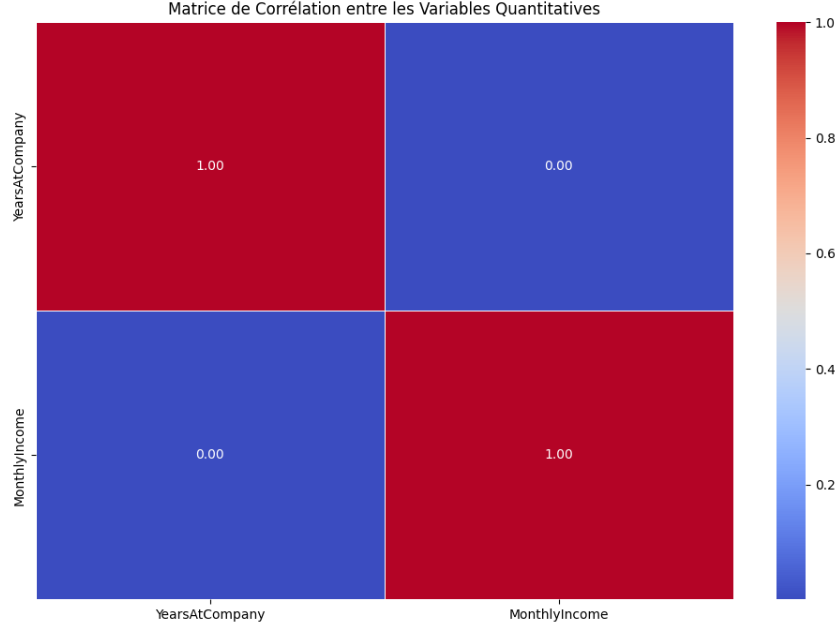 Matrice de Corrélation entre les Variables Quantitatives
YearsAtCompany
1.00
0.00
MonthlyIncome
0.00
1.00
YearsAtCompany
MonthlyIncome
1.0
0.8
0.6
0.4
0.2